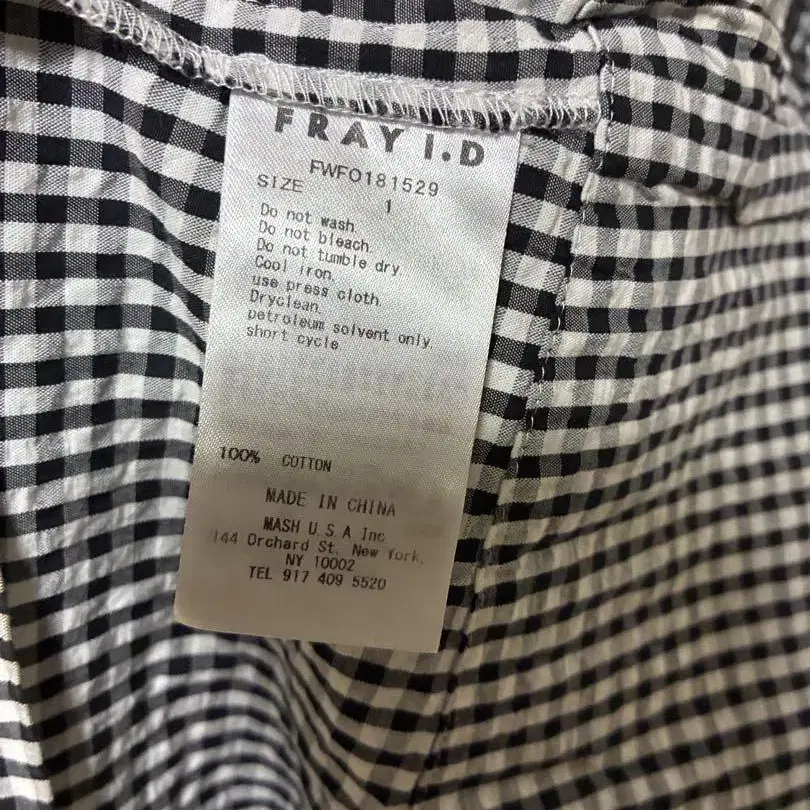 FRAY I.D
FWFO181529
SIZE 1
Do not wash
Do not bleach
Do not tumble dry
Cool iron.
use press cloth
Dryclean.
petroleum solvent only.
short cycle
100% COTTON
MADE IN CHINA
MASH U.S.A Inc
144 Orchard St. New York,
NY 10002
TEL 917 409 5520